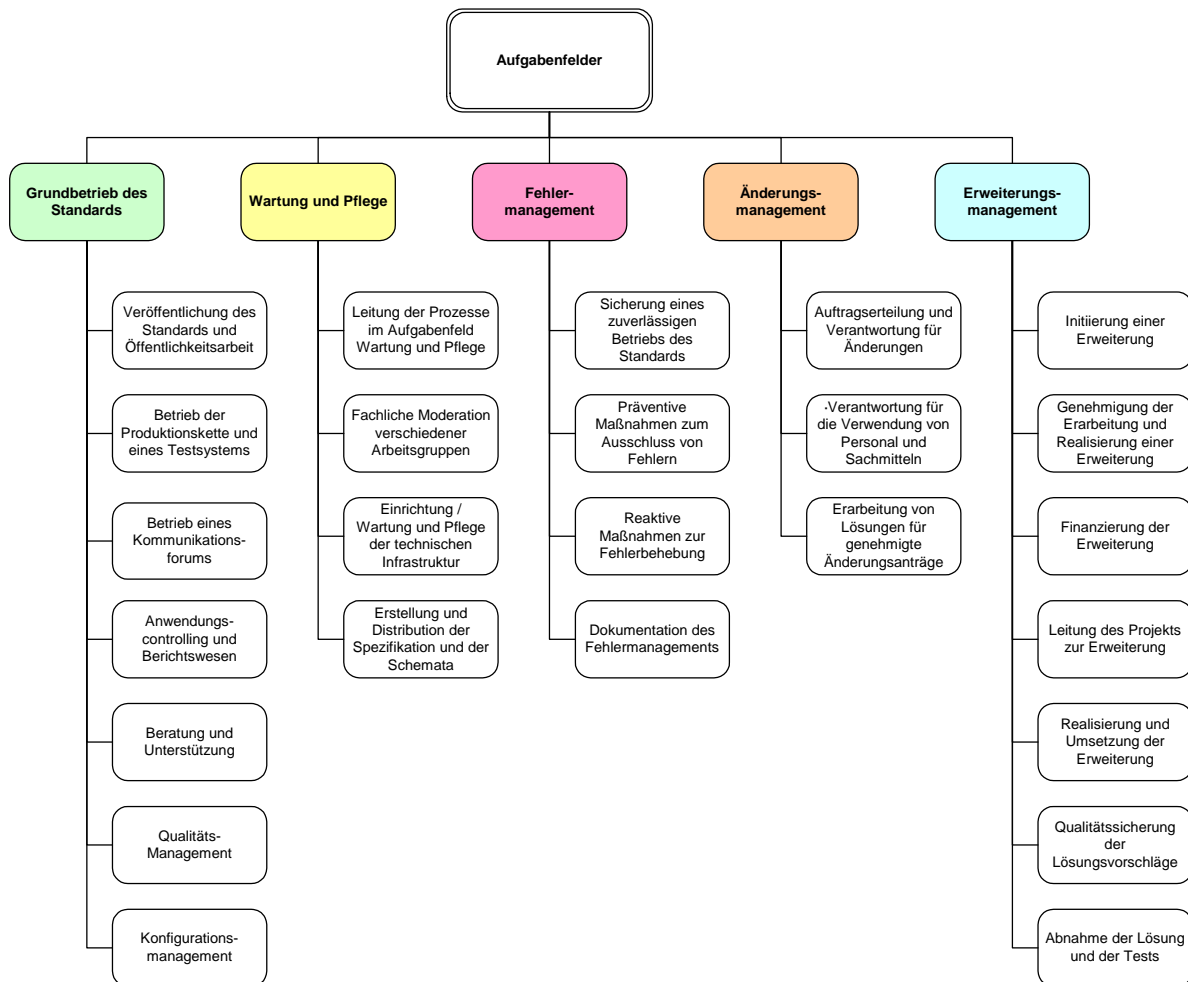 Aufgabenfelder
Grundbetrieb des
Standards
Wartung und Pflege
Fehler-
management
Änderungs-
management
Erweiterungs-
management
Veröffentlichung des
Standards und
Öffentlichkeitsarbeit
Betrieb der
Produktionskette und
eines Testsystems
Betrieb eines
Kommunikations-
forums
Anwendungs-
controlling und
Berichtswesen
Beratung und
Unterstützung
Qualitäts-
Management
Konfigurations-
management
Leitung der Prozesse
im Aufgabenfeld
Wartung und Pflege
Fachliche Moderation
verschiedener
Arbeitsgruppen
Einrichtung /
Wartung und Pflege
der technischen
Infrastruktur
Erstellung und
Distribution der
Spezifikation und der
Schemata
Sicherung eines
zuverlässigen
Betriebs des
Standards
Präventive
Maßnahmen zum
Ausschluss von
Fehlern
Reaktive
Maßnahmen zur
Fehlerbehebung
Dokumentation des
Fehlermanagements
Auftragserteilung und
Verantwortung für
Änderungen
·Verantwortung für
die Verwendung von
Personal und
Sachmitteln
Erarbeitung von
Lösungen für
genehmigte
Änderungsanträge
Initiierung einer
Erweiterung
Genehmigung der
Erarbeitung und
Realisierung einer
Erweiterung
Finanzierung der
Erweiterung
Leitung des Projekts
zur Erweiterung
Realisierung und
Umsetzung der
Erweiterung
Qualitätssicherung
der
Lösungsvorschläge
Abnahme der Lösung
und der Tests